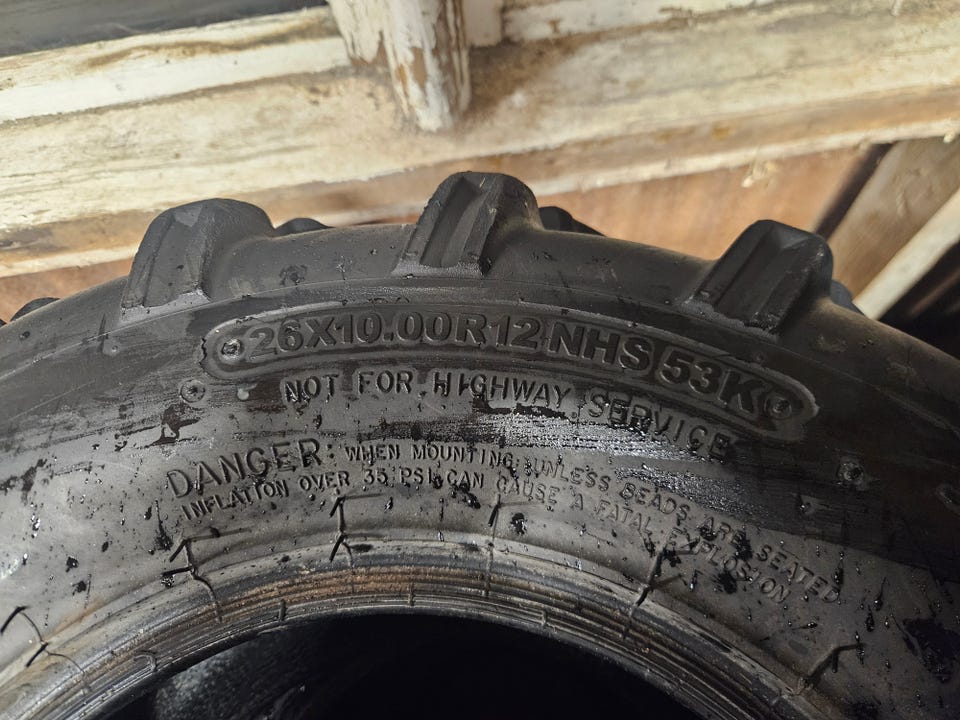 26X10.00R12 NHS 53K
NOT FOR HIGHWAY SERVICE
DANGER: WHEN MOUNTING, UNLESS BEADS ARE SEATED
INFLATION OVER 35 PSI CAN CAUSE A FATAL EXPLOSION